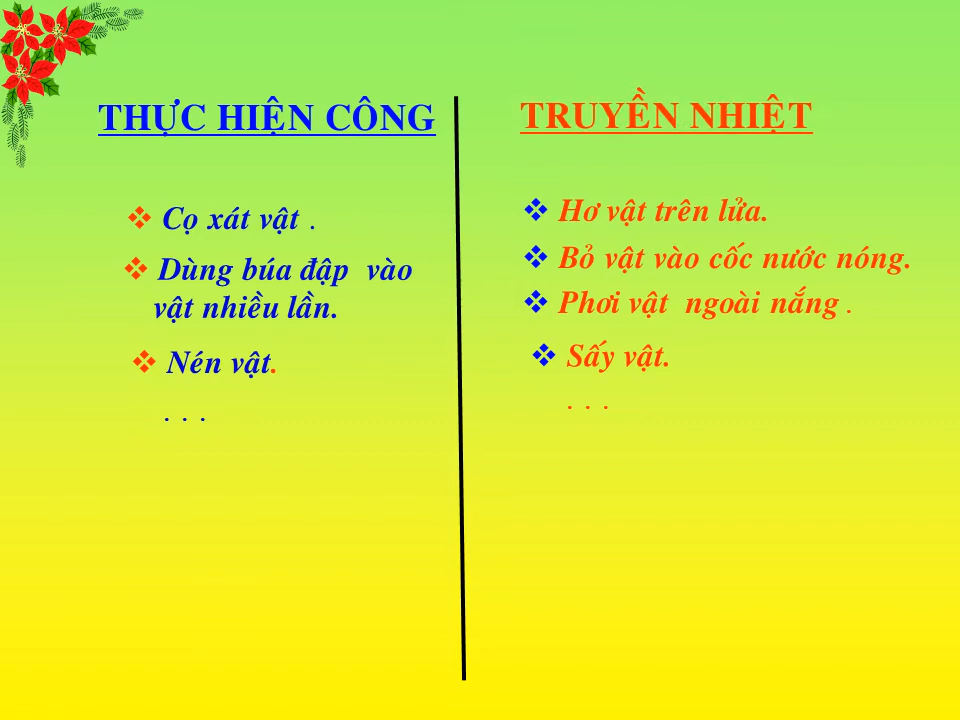 THỰC HIỆN CÔNG
❖ Cọ xát vật .
❖ Dùng búa đập vào
vật nhiều lần.
❖ Nén vật.
. . .
TRUYỀN NHIỆT
❖ Hơ vật trên lửa.
❖ Bỏ vật vào cốc nước nóng.
❖ Phơi vật ngoài nắng .
❖ Sấy vật.
. . .